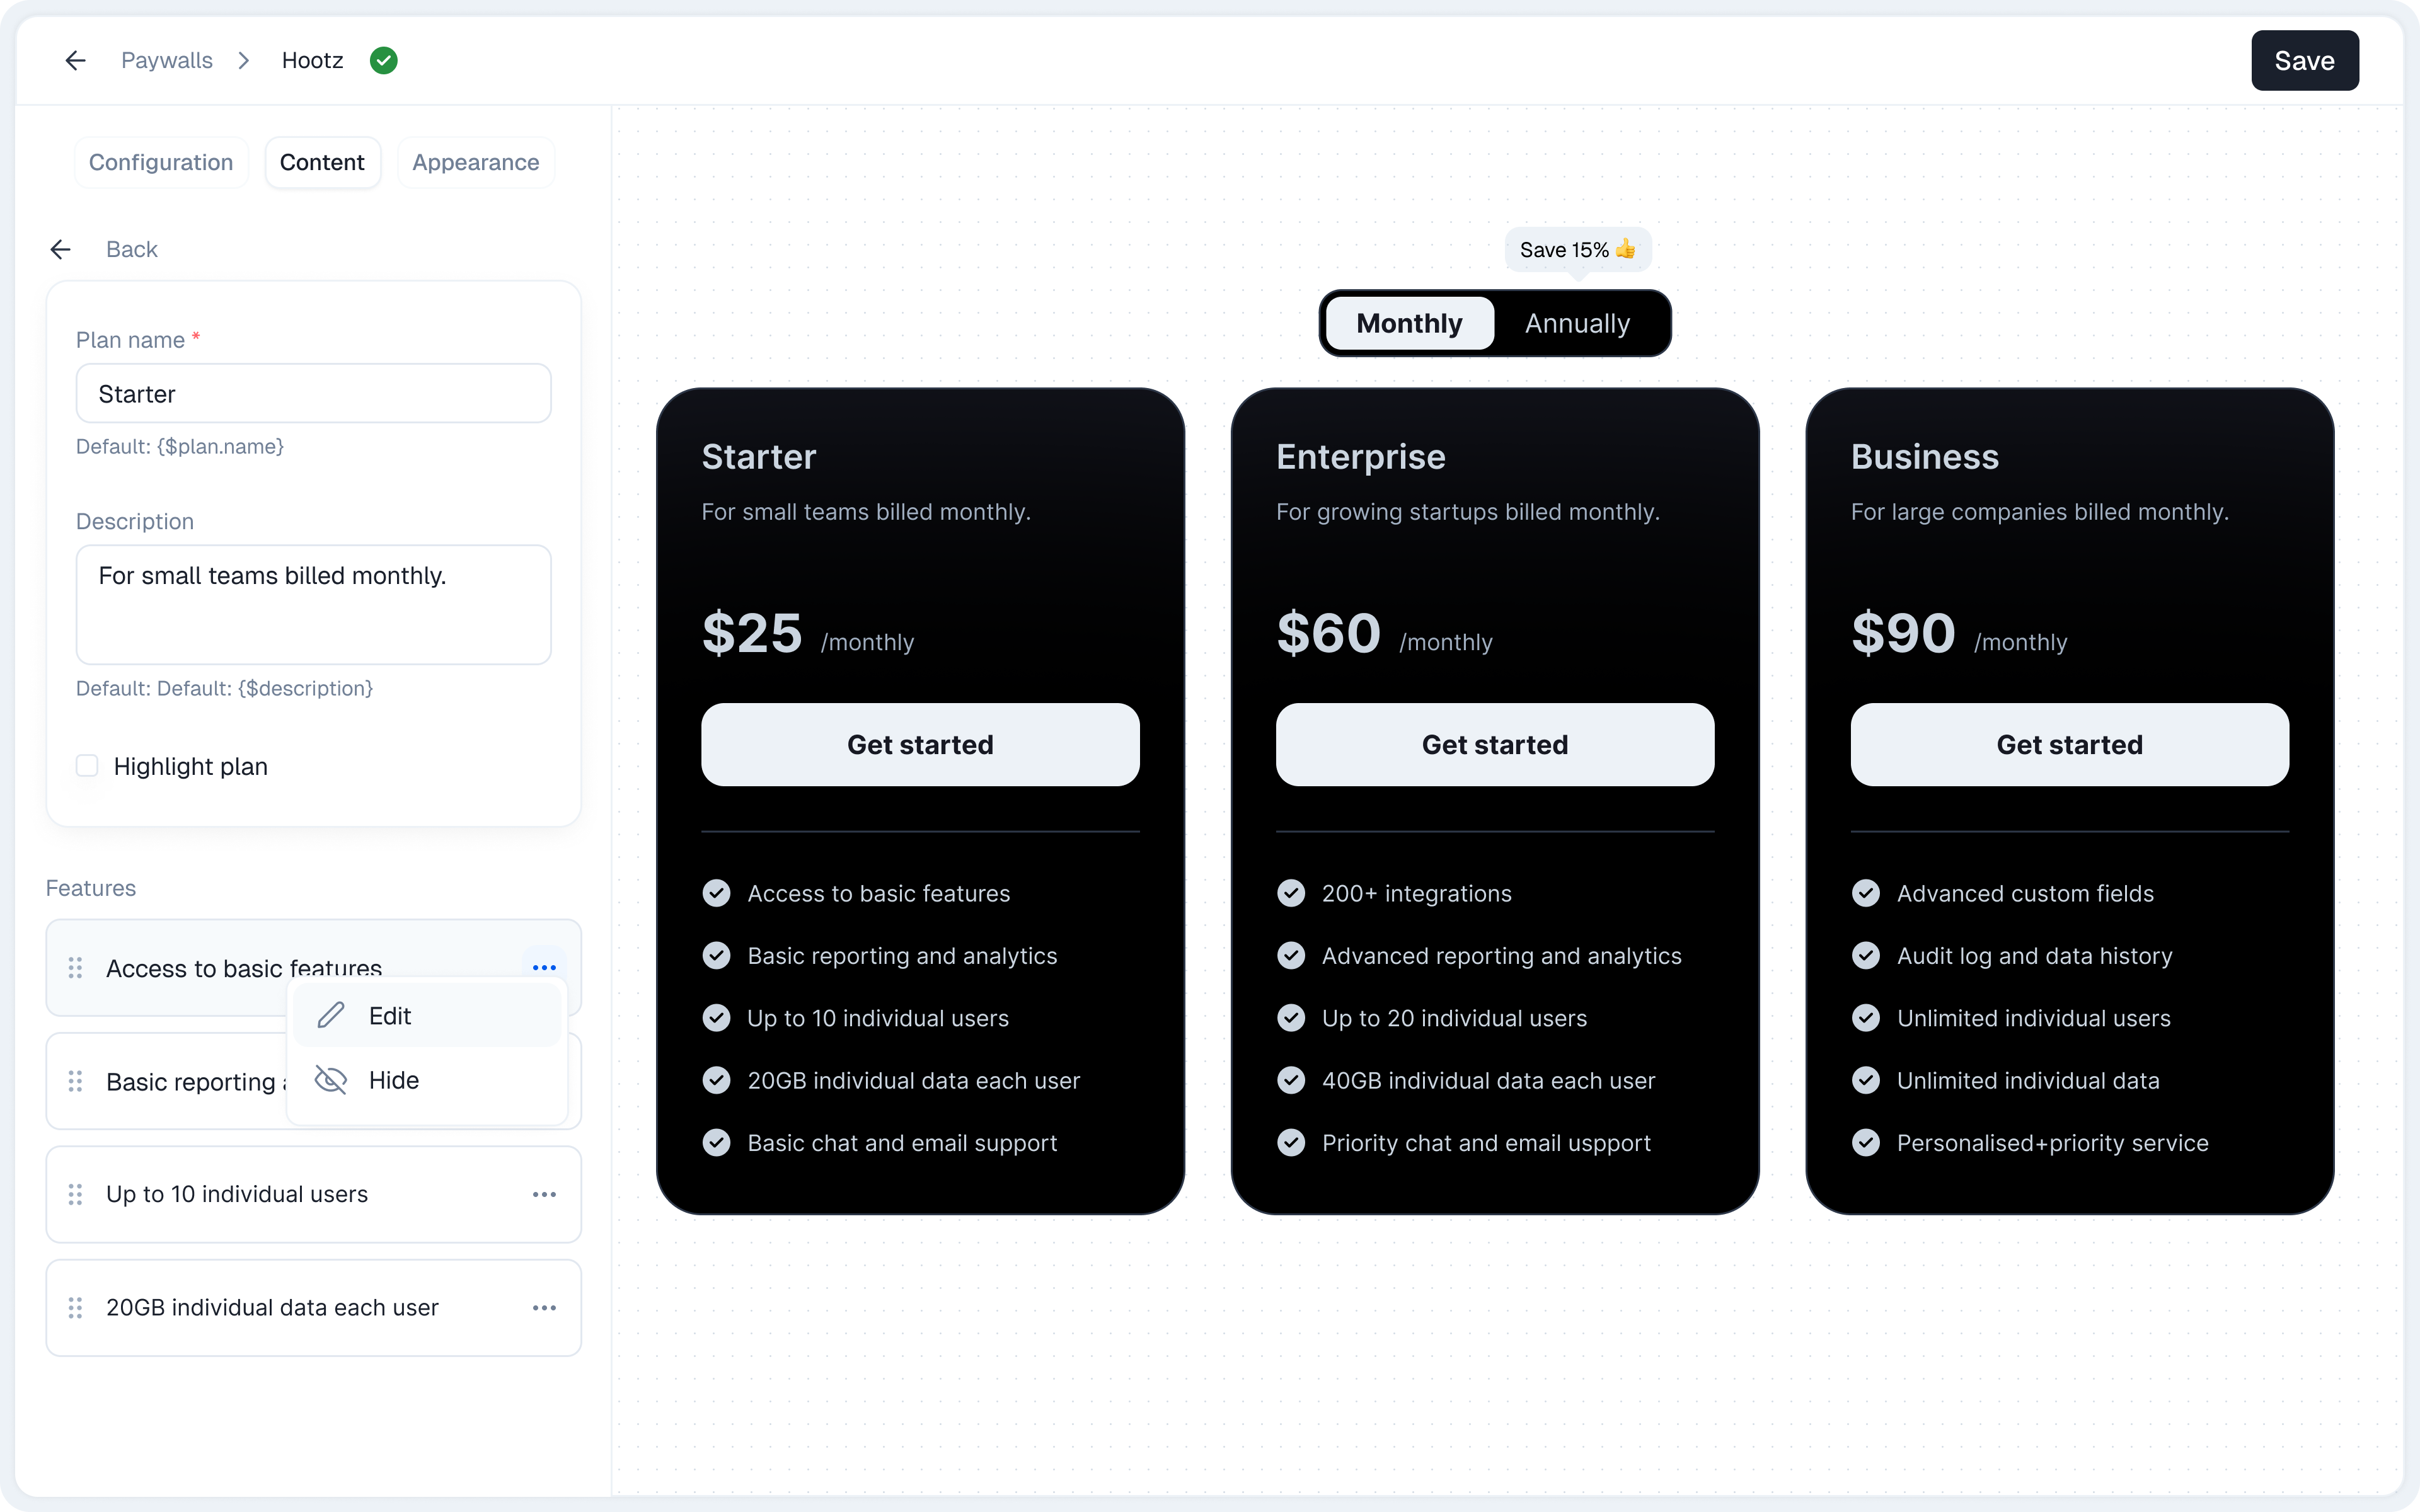 Paywalls
Hootz
Save
Configuration
Content
Appearance
Back
Plan name *
Starter
Default: {$plan.name}
Description
For small teams billed monthly.
Default: Default: {$description}
Highlight plan
Features
Access to basic features
Edit
Hide
Basic reporting
Up to 10 individual users
20GB individual data each user
Save 15% 👍
Monthly
Annually
Starter
For small teams billed monthly.
$25 /monthly
Get started
Access to basic features
Basic reporting and analytics
Up to 10 individual users
20GB individual data each user
Basic chat and email support
Enterprise
For growing startups billed monthly.
$60 /monthly
Get started
200+ integrations
Advanced reporting and analytics
Up to 20 individual users
40GB individual data each user
Priority chat and email uspport
Business
For large companies billed monthly.
$90 /monthly
Get started
Advanced custom fields
Audit log and data history
Unlimited individual users
Unlimited individual data
Personalised+priority service